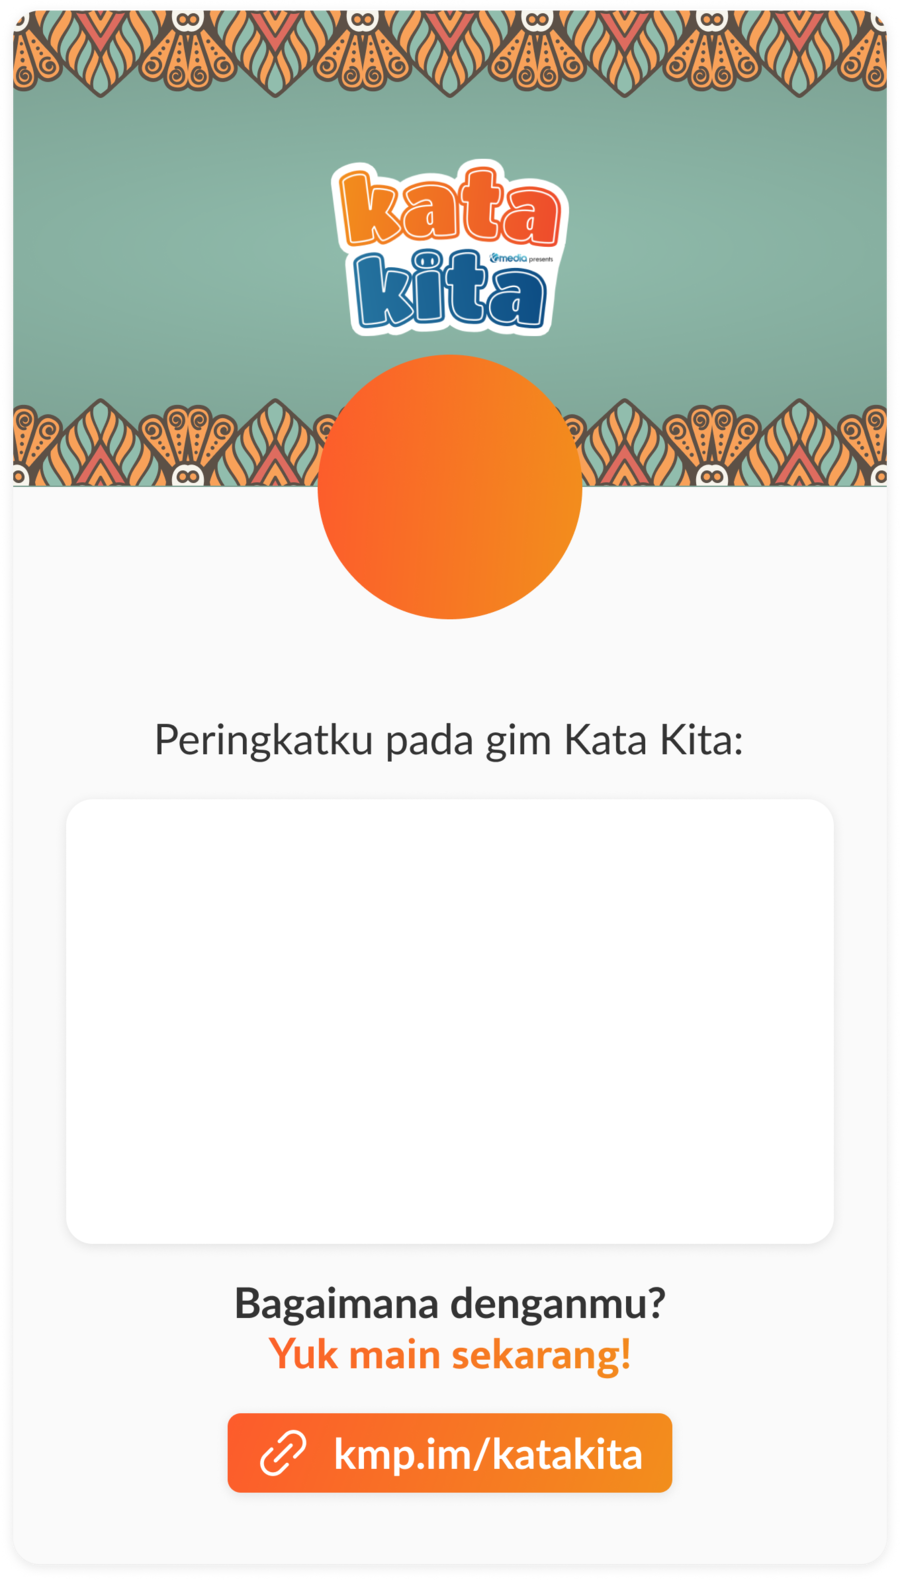 kata
media presents
kita
Peringkatku pada gim Kata Kita:
Bagaimana denganmu?
Yuk main sekarang!
kmp.im/katakita